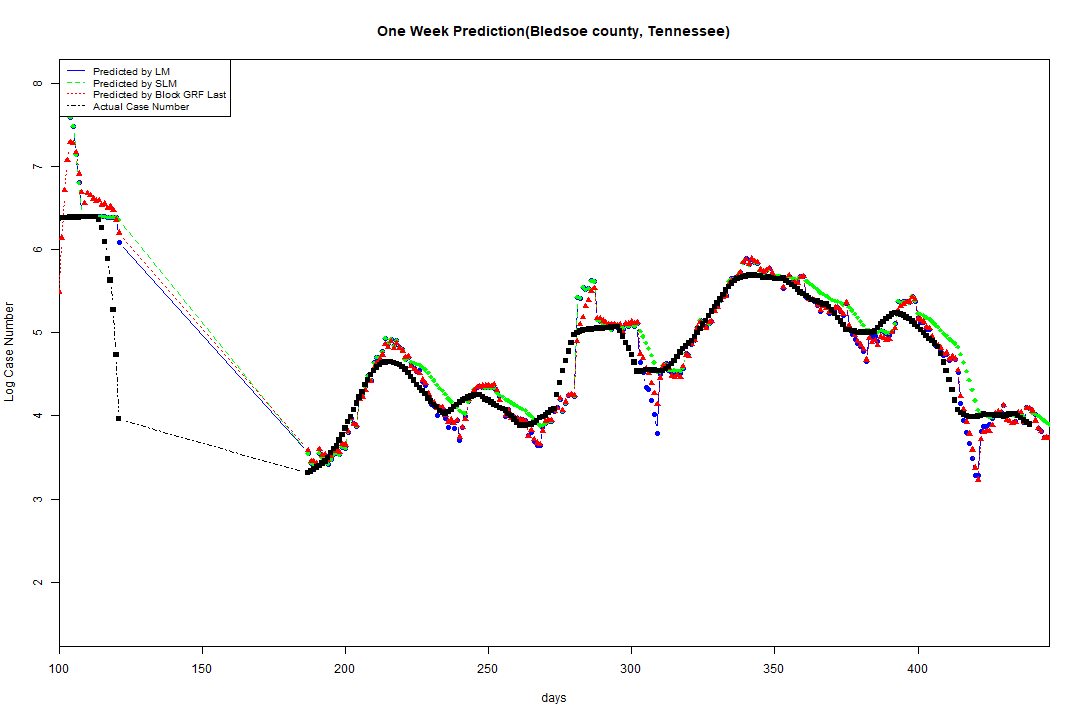 One Week Prediction(Bledsoe county, Tennessee)
Predicted by LM
Predicted by SLM
Predicted by Block GRF Last
Actual Case Number
8
7
6
5
4
3
2
Log Case Number
100 150 200 250 300 350 400
days